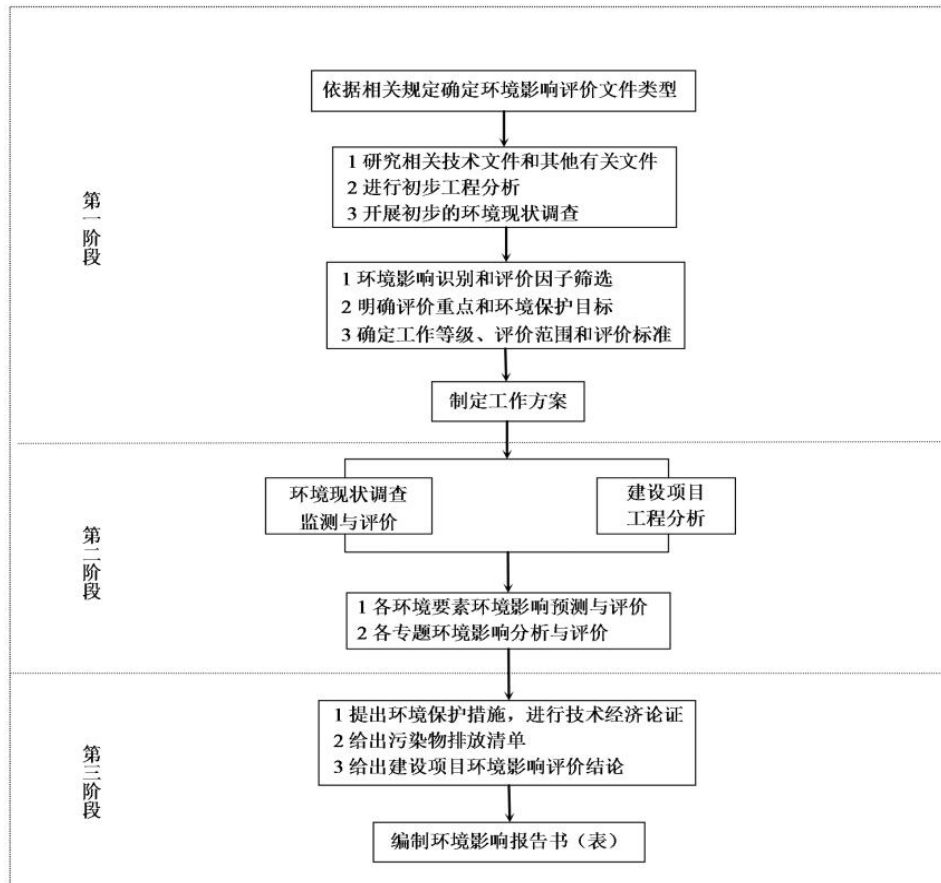 依据相关规定确定环境影响评价文件类型
1 研究相关技术文件和其他有关文件
2 进行初步工程分析
3 开展初步的环境现状调查
第一阶段
1 环境影响识别和评价因子筛选
2 明确评价重点和环境保护目标
3 确定工作等级、评价范围和评价标准
制定工作方案
环境现状调查
监测与评价
建设项目
工程分析
第二阶段
1 各环境要素环境影响预测与评价
2 各专题环境影响分析与评价
1 提出环境保护措施，进行技术经济论证
2 给出污染物排放清单
3 给出建设项目环境影响评价结论
第三阶段
编制环境影响报告书（表）